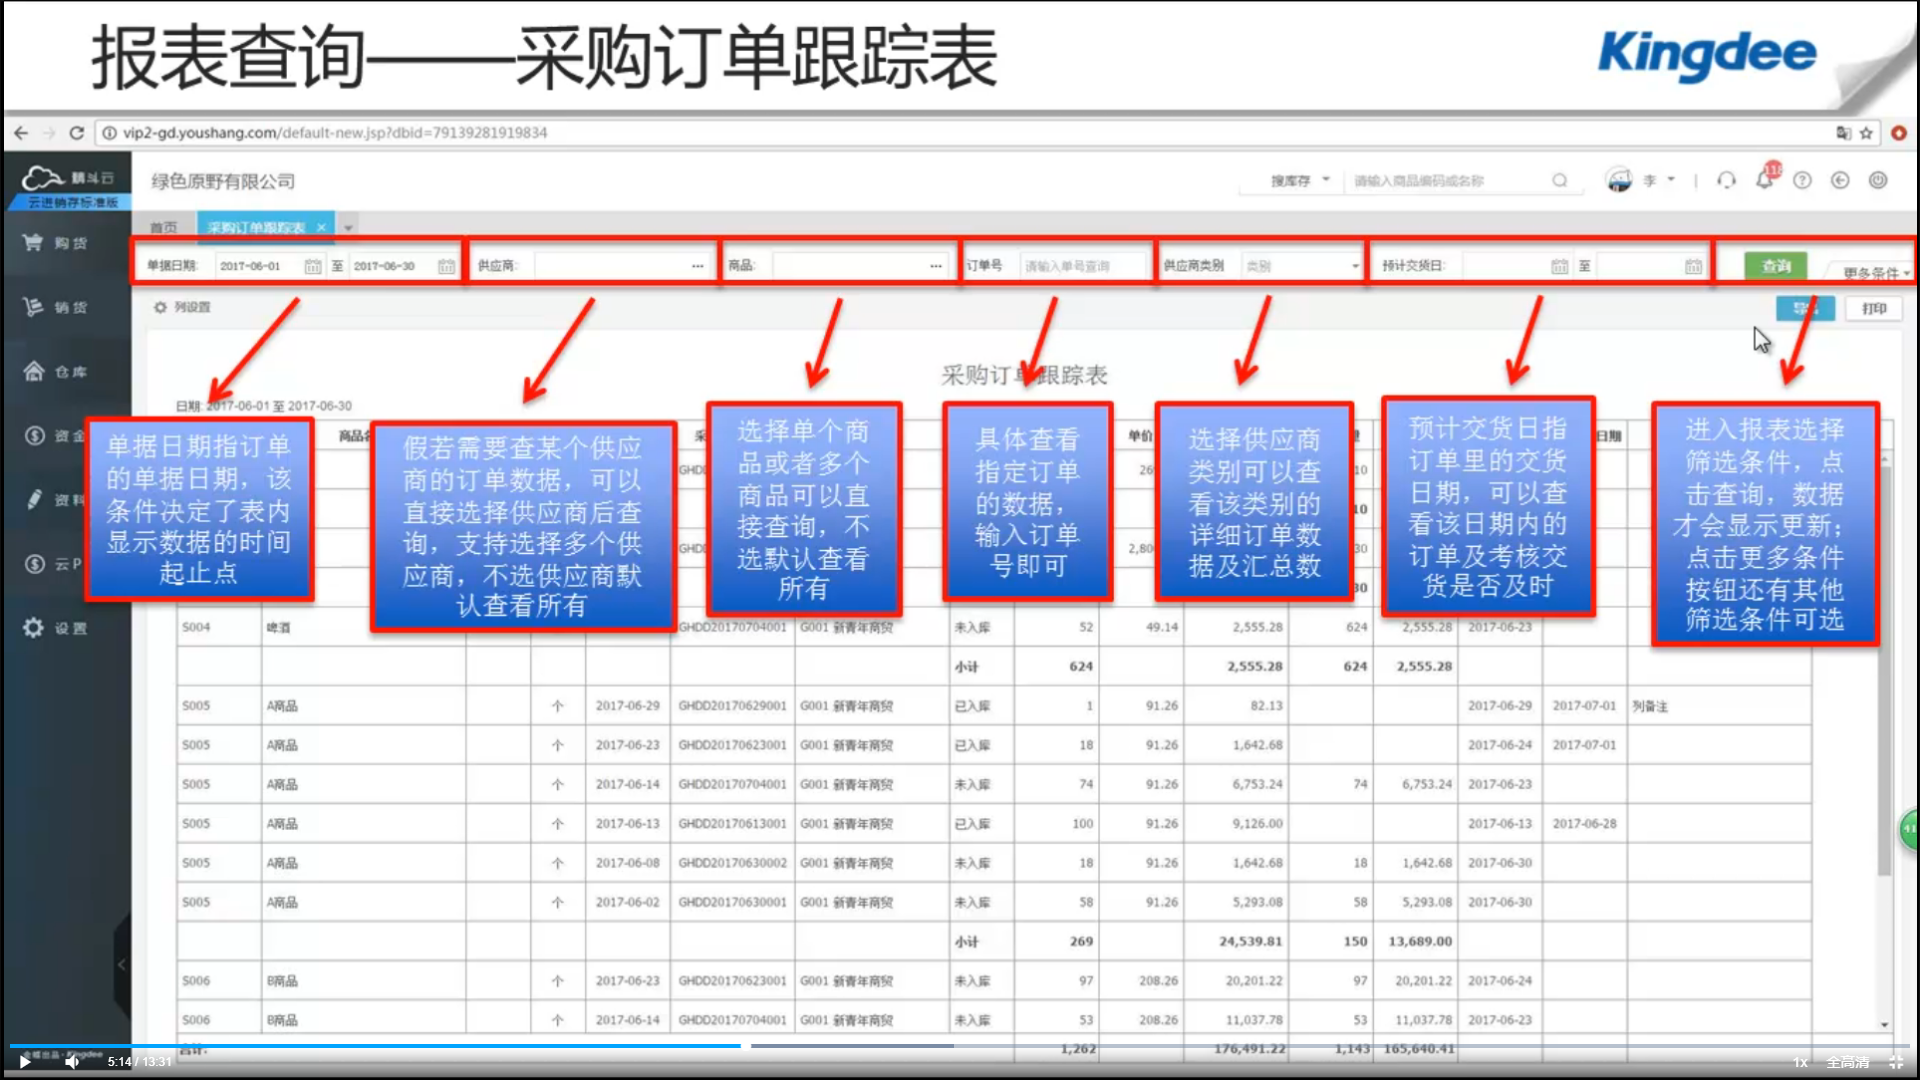 报表查询——采购订单跟踪表
Kingdee
vip2-gd.youshang.com/default-new.jsp?dbid=79139281919834
精斗云
云进销存标准版
绿色原野有限公司
搜库存
请输入商品编码或名称
李
首页
采购订单跟踪表 ×
单据日期: 2017-06-01 至 2017-06-30
供应商: ...
商品: ...
订单号 请输入单号查询
供应商类别 类别
预计交货日: 至
查询
更多条件
列设置
打印
购货
销货
仓库
资金
资料
云P
设置
日期: 2017-06-01 至 2017-06-30
单据日期指订单
的单据日期，该
条件决定了表内
显示数据的时间
起止点
假若需要查某个供应
商的订单数据，可以
直接选择供应商后查
询，支持选择多个供
应商，不选供应商默
认查看所有
选择单个商
品或者多个
商品可以直
接查询，不
选默认查看
所有
具体查看
指定订单
的数据，
输入订单
号即可
选择供应商
类别可以查
看该类别的
详细订单数
据及汇总数
预计交货日指
订单里的交货
日期，可以查
看该日期内的
订单及考核交
货是否及时
进入报表选择
筛选条件，点
击查询，数据
才会显示更新；
点击更多条件
按钮还有其他
筛选条件可选
S004 啤酒 GHDD20170704001 G001 新青年商贸 未入库 52 49.14 2,555.28 624 2,555.28 2017-06-23
小计 624 2,555.28 624 2,555.28
S005 A商品 个 2017-06-29 GHDD20170629001 G001 新青年商贸 已入库 1 91.26 82.13 2017-06-29 2017-07-01 列备注
S005 A商品 个 2017-06-23 GHDD20170623001 G001 新青年商贸 已入库 18 91.26 1,642.68 2017-06-24 2017-07-01
S005 A商品 个 2017-06-14 GHDD20170704001 G001 新青年商贸 未入库 74 91.26 6,753.24 74 6,753.24 2017-06-23
S005 A商品 个 2017-06-13 GHDD20170613001 G001 新青年商贸 已入库 100 91.26 9,126.00 2017-06-13 2017-06-28
S005 A商品 个 2017-06-08 GHDD20170630002 G001 新青年商贸 未入库 18 91.26 1,642.68 18 1,642.68 2017-06-30
S005 A商品 个 2017-06-02 GHDD20170630001 G001 新青年商贸 未入库 58 91.26 5,293.08 58 5,293.08 2017-06-30
小计 269 24,539.81 150 13,689.00
S006 B商品 个 2017-06-23 GHDD20170623001 G001 新青年商贸 未入库 97 208.26 20,201.22 97 20,201.22 2017-06-24
S006 B商品 个 2017-06-14 GHDD20170704001 G001 新青年商贸 未入库 53 208.26 11,037.78 53 11,037.78 2017-06-23
合计: 1,262 176,491.22 1,143 165,640.41
5:14 / 13:31
1x 全高清